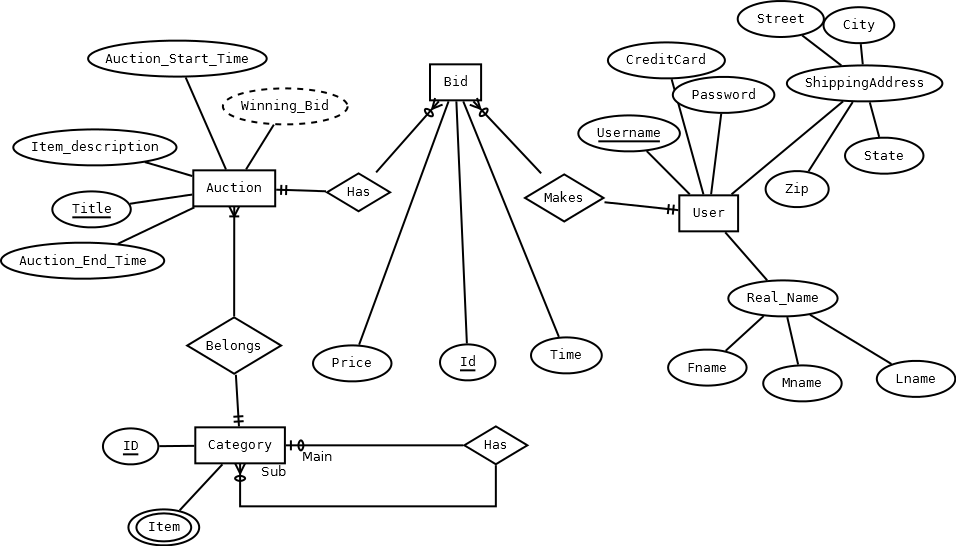 Street
City
Auction_Start_Time
CreditCard
Bid
ShippingAddress
Password
Winning_Bid
Username
Item_description
State
Auction
Has
Zip
Makes
Title
User
Auction_End_Time
Real_Name
Belongs
Price
Id
Time
Fname
Mname
Lname
ID
Category
Has
Main
Sub
Item